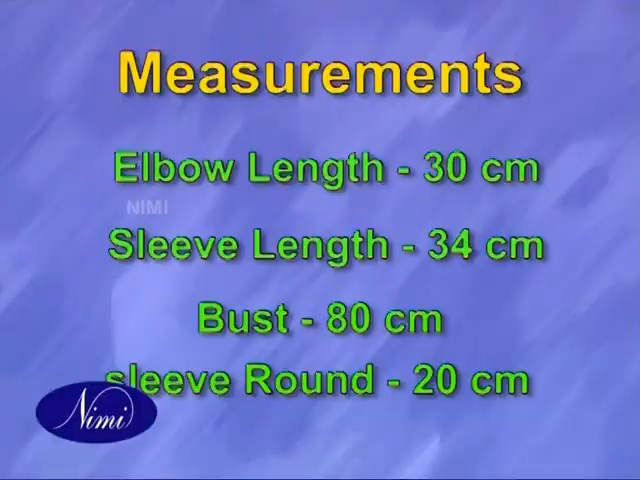 Measurements
Elbow Length - 30 cm
NIMI
Sleeve Length - 34 cm
Bust - 80 cm
sleeve Round - 20 cm
Nimi